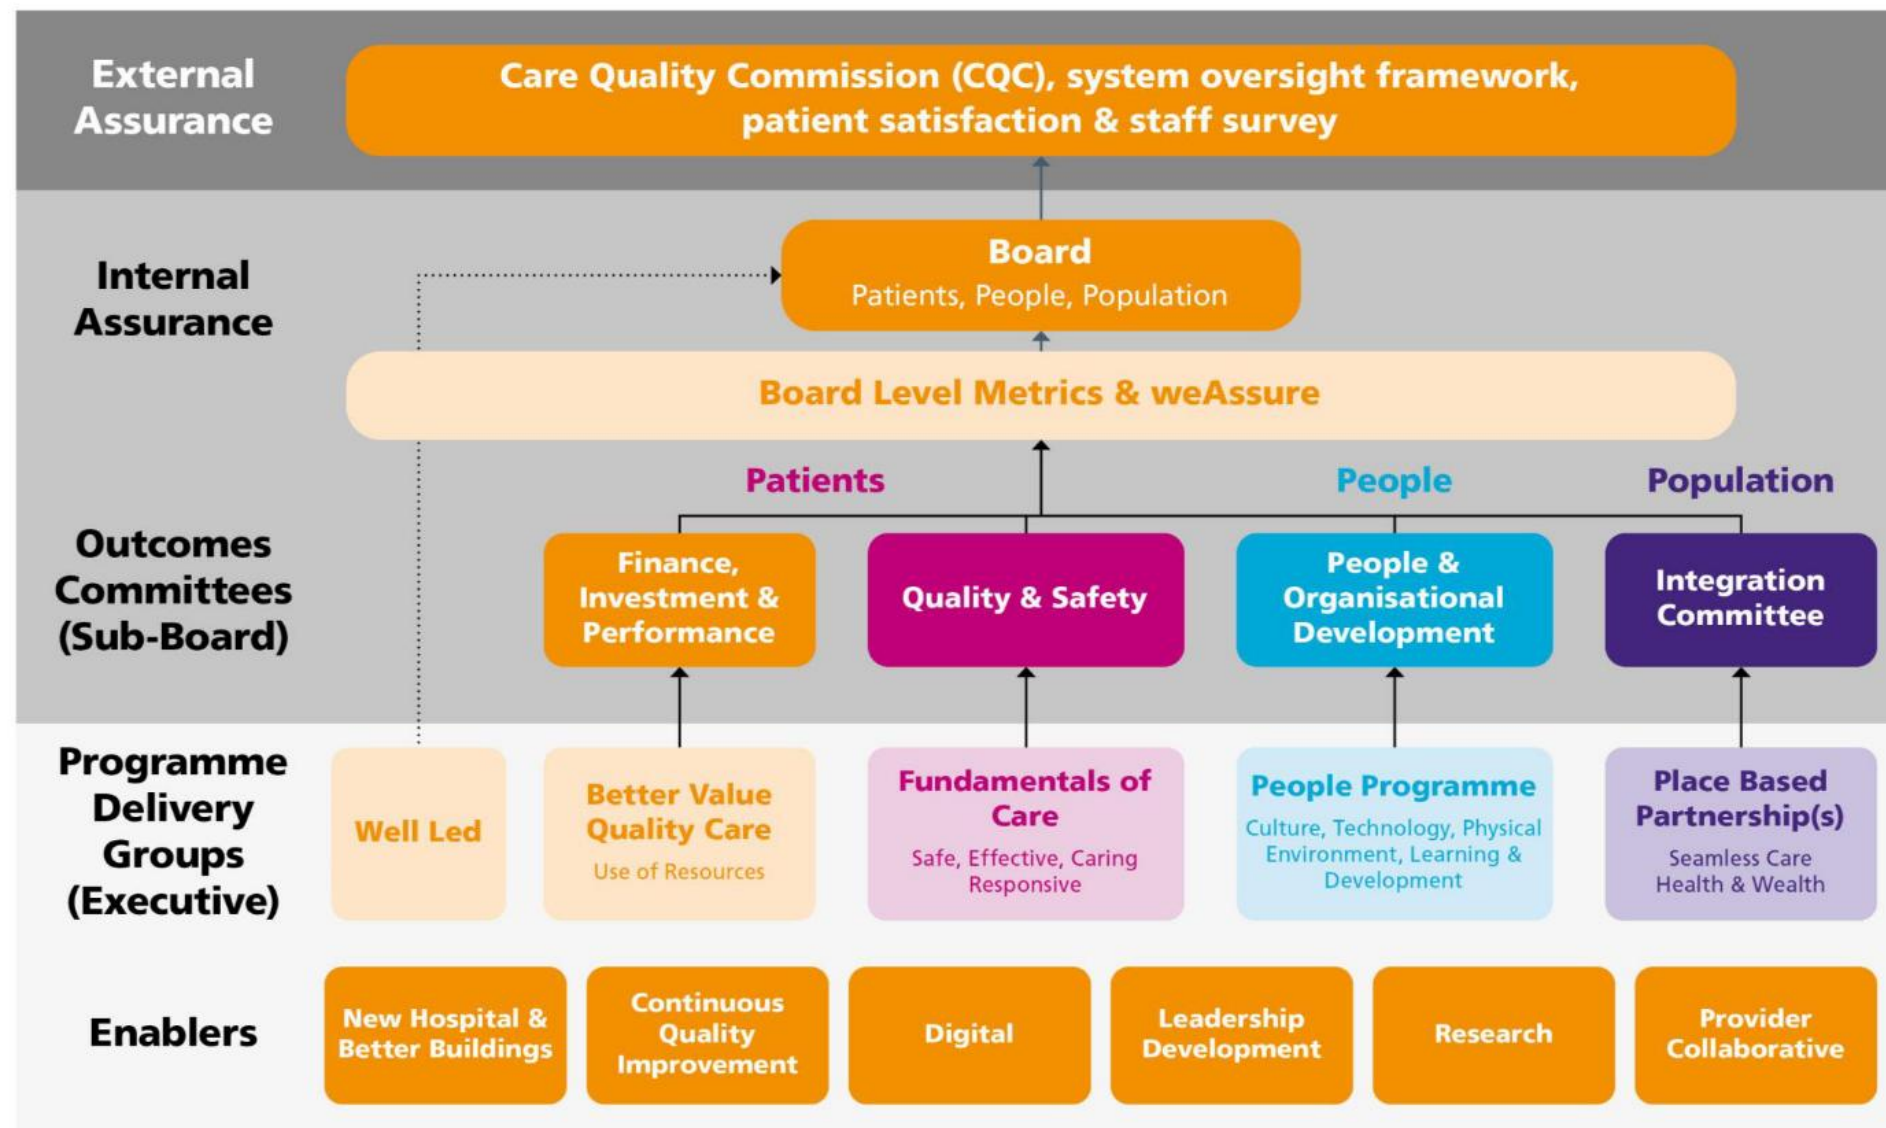 External
Assurance
Care Quality Commission (CQC), system oversight framework,
patient satisfaction & staff survey
Internal
Assurance
Board
Patients, People, Population
Board Level Metrics & weAssure
Patients
People
Population
Outcomes
Committees
(Sub-Board)
Finance,
Investment &
Performance
Quality & Safety
People &
Organisational
Development
Integration
Committee
Programme
Delivery
Groups
(Executive)
Well Led
Better Value
Quality Care
Use of Resources
Fundamentals of
Care
Safe, Effective, Caring
Responsive
People Programme
Culture, Technology, Physical
Environment, Learning &
Development
Place Based
Partnership(s)
Seamless Care
Health & Wealth
Enablers
New Hospital &
Better Buildings
Continuous
Quality
Improvement
Digital
Leadership
Development
Research
Provider
Collaborative